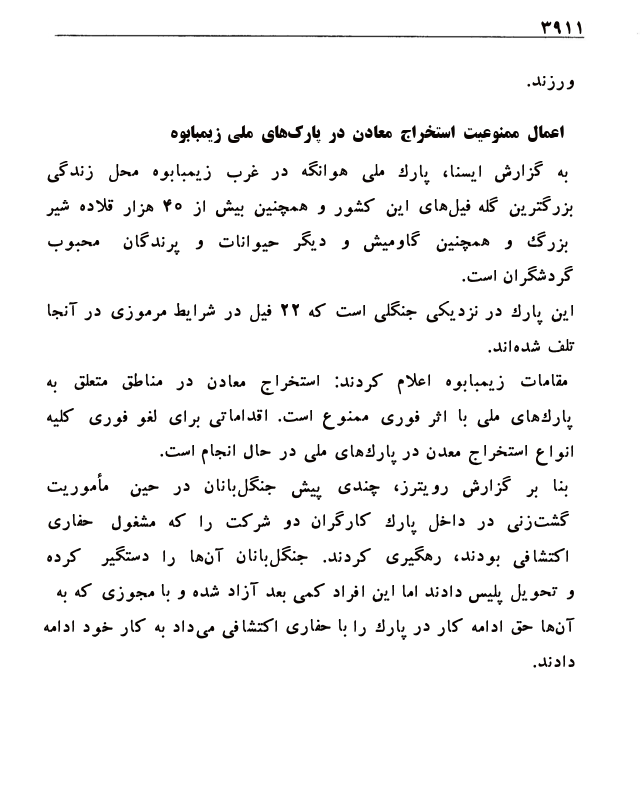 ۳۹۱۱
ورزند.
اعمال ممنوعیت استخراج معادن در پارک‌های ملی زیمبابوه
به گزارش ایسنا، پارك ملی هوانگه در غرب زیمبابوه محل زندگی
بزرگترین گله فیل‌های این کشور و همچنین بیش از ۴۰ هزار قلاده شیر
بزرگ و همچنین گاومیش و دیگر حیوانات و پرندگان محبوب
گردشگران است.
این پارك در نزدیکی جنگلی است که ۲۲ فیل در شرایط مرموزی در آنجا
تلف شده‌اند.
مقامات زیمبابوه اعلام کردند: استخراج معادن در مناطق متعلق به
پارك‌های ملی با اثر فوری ممنوع است. اقداماتی برای لغو فوری کلیه
انواع استخراج معدن در پارك‌های ملی در حال انجام است.
بنا بر گزارش رویترز، چندی پیش جنگل‌بانان در حین مأموریت
گشت‌زنی در داخل پارك کارگران دو شرکت را که مشغول حفاری
اکتشافی بودند، رهگیری کردند. جنگل‌بانان آن‌ها را دستگیر کرده
و تحویل پلیس دادند اما این افراد کمی بعد آزاد شده و با مجوزی که به
آن‌ها حق ادامه کار در پارك را با حفاری اکتشافی می‌داد به کار خود ادامه
دادند.